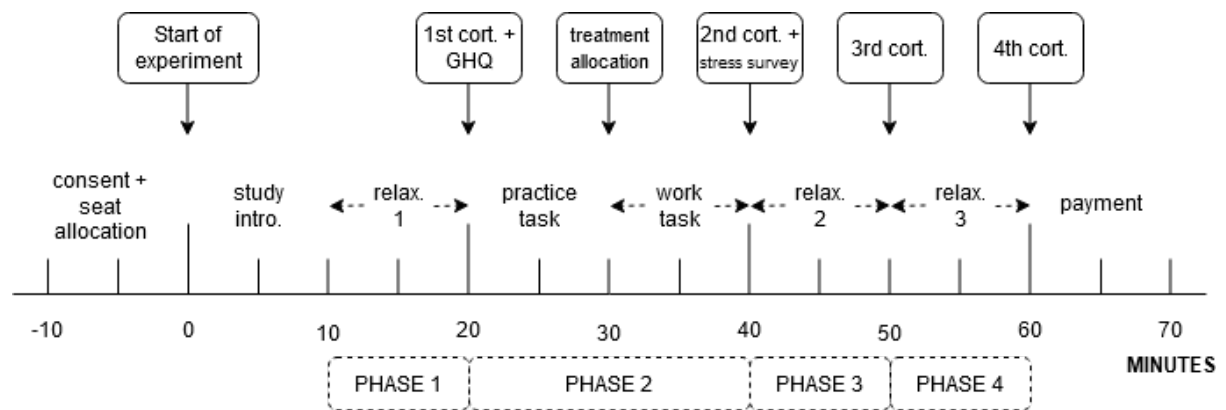 Start of
experiment
1st cort. +
GHQ
treatment
allocation
2nd cort. +
stress survey
3rd cort.
4th cort.
consent +
seat
allocation
study
intro.
relax.
1
practice
task
work
task
relax.
2
relax.
3
payment
-10
0
10
20
30
40
50
60
70
MINUTES
PHASE 1
PHASE 2
PHASE 3
PHASE 4